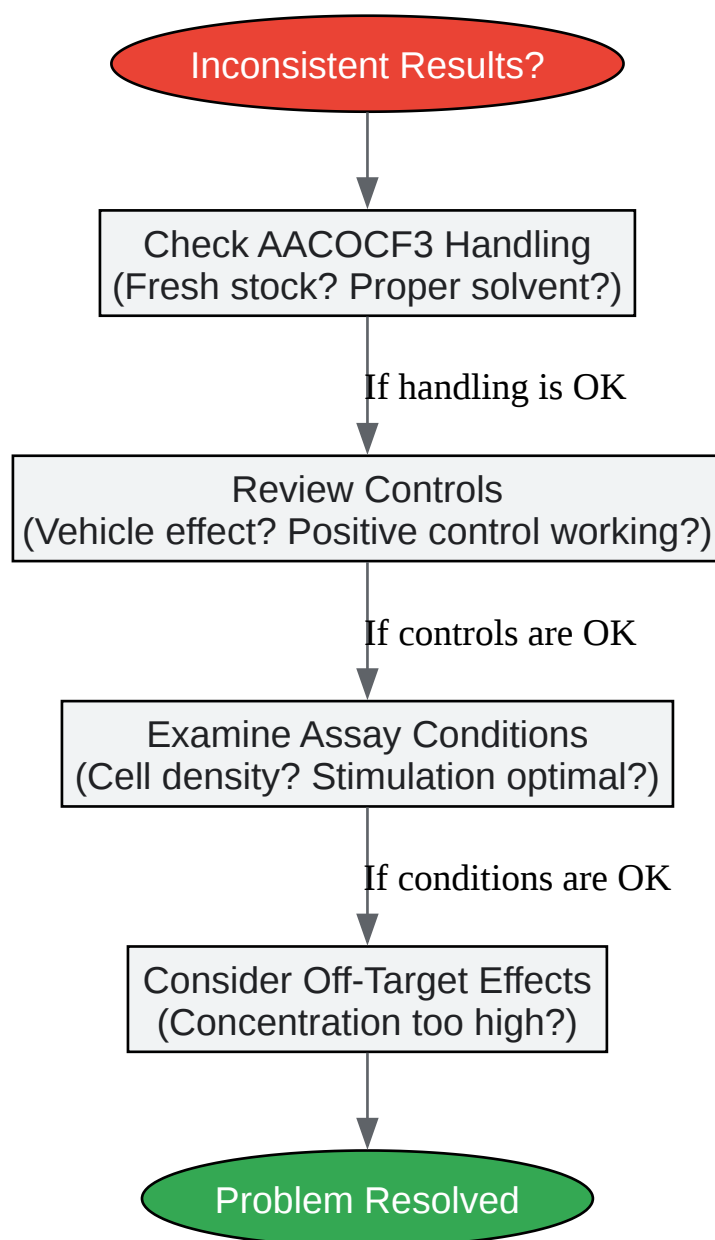 Inconsistent Results?
Check AACOCF3 Handling
(Fresh stock? Proper solvent?)
If handling is OK
Review Controls
(Vehicle effect? Positive control working?)
If controls are OK
Examine Assay Conditions
(Cell density? Stimulation optimal?)
If conditions are OK
Consider Off-Target Effects
(Concentration too high?)
Problem Resolved